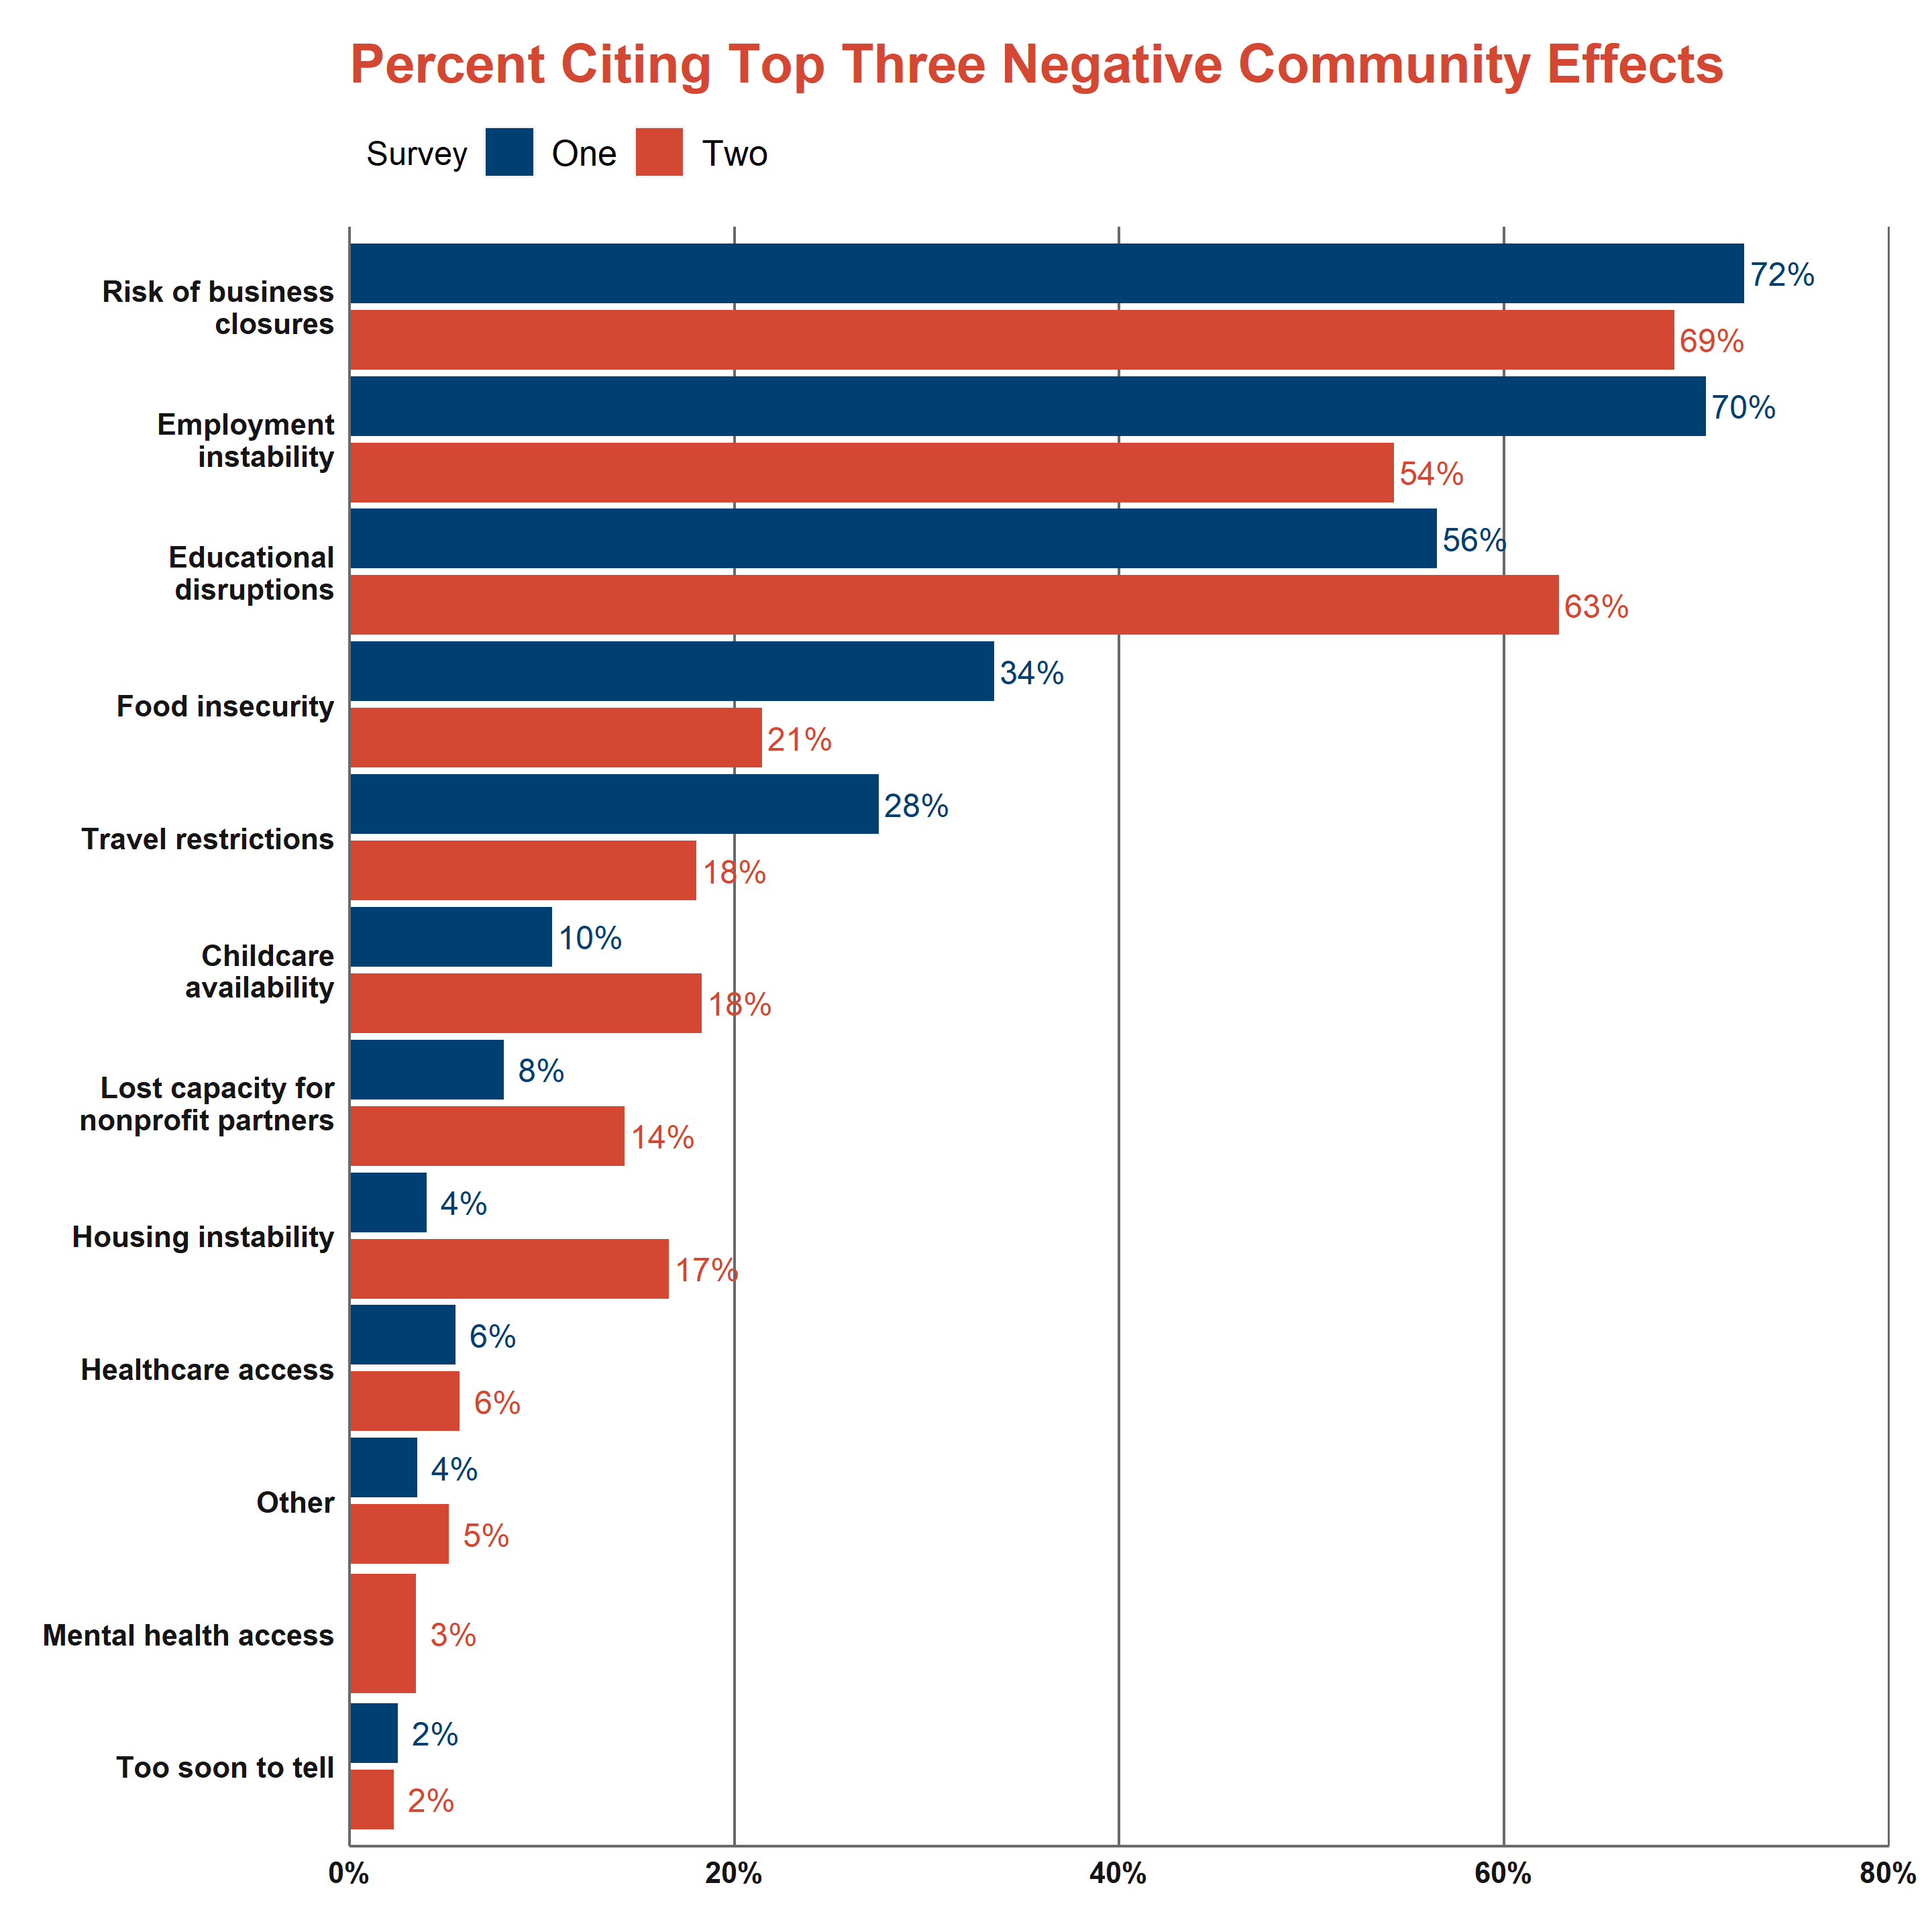 Percent Citing Top Three Negative Community Effects
Survey One Two
Risk of business
closures
72%
69%
Employment
instability
70%
54%
Educational
disruptions
56%
63%
Food insecurity
34%
21%
Travel restrictions
28%
18%
Childcare
availability
10%
18%
Lost capacity for
nonprofit partners
8%
14%
Housing instability
4%
17%
Healthcare access
6%
6%
Other
4%
5%
Mental health access
3%
Too soon to tell
2%
2%
0% 20% 40% 60% 80%